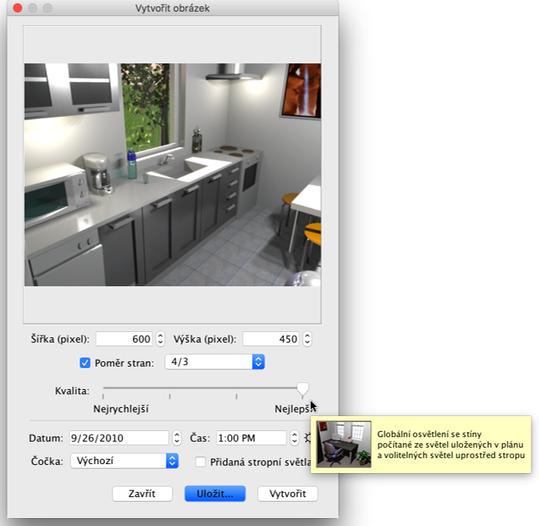 Vytvořit obrázek
Šířka (pixel): 600 Výška (pixel): 450
Poměr stran: 4/3
Kvalita:
Nejrychlejší Nejlepší
Globální osvětlení se stíny
počítané ze světel uložených v plánu
a volitelných světel uprostřed stropu
Datum: 9/26/2010 Čas: 1:00 PM
Čočka: Výchozí Přidaná stropní světla
Zavřít Uložit... Vytvořit